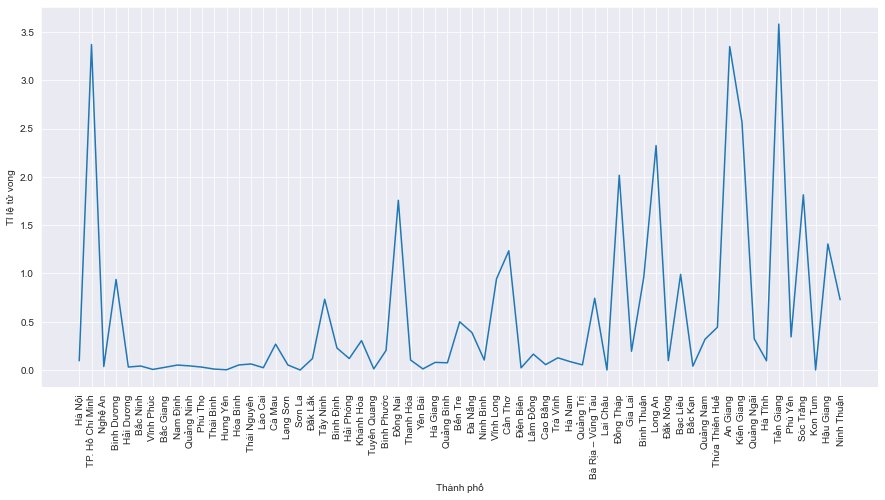 3.5
3.0
2.5
2.0
1.5
1.0
0.5
0.0
Tỉ lệ tử vong
Hà Nội
TP. Hồ Chí Minh
Nghệ An
Bình Dương
Hải Dương
Bắc Ninh
Vĩnh Phúc
Bắc Giang
Nam Định
Quảng Ninh
Phú Thọ
Thái Bình
Hưng Yên
Hòa Bình
Thái Nguyên
Lào Cai
Cà Mau
Lạng Sơn
Sơn La
Đắk Lắk
Tây Ninh
Bình Định
Hải Phòng
Khánh Hòa
Tuyên Quang
Bình Phước
Đồng Nai
Thanh Hóa
Yên Bái
Hà Giang
Quảng Bình
Bến Tre
Đà Nẵng
Ninh Bình
Vĩnh Long
Cần Thơ
Điện Biên
Lâm Đồng
Cao Bằng
Trà Vinh
Hà Nam
Quảng Trị
Bà Rịa – Vũng Tàu
Lai Châu
Đồng Tháp
Gia Lai
Bình Thuận
Long An
Đắk Nông
Bạc Liêu
Bắc Kạn
Quảng Nam
Thừa Thiên Huế
An Giang
Kiên Giang
Quảng Ngãi
Hà Tĩnh
Tiền Giang
Phú Yên
Sóc Trăng
Kon Tum
Hậu Giang
Ninh Thuận
Thành phố